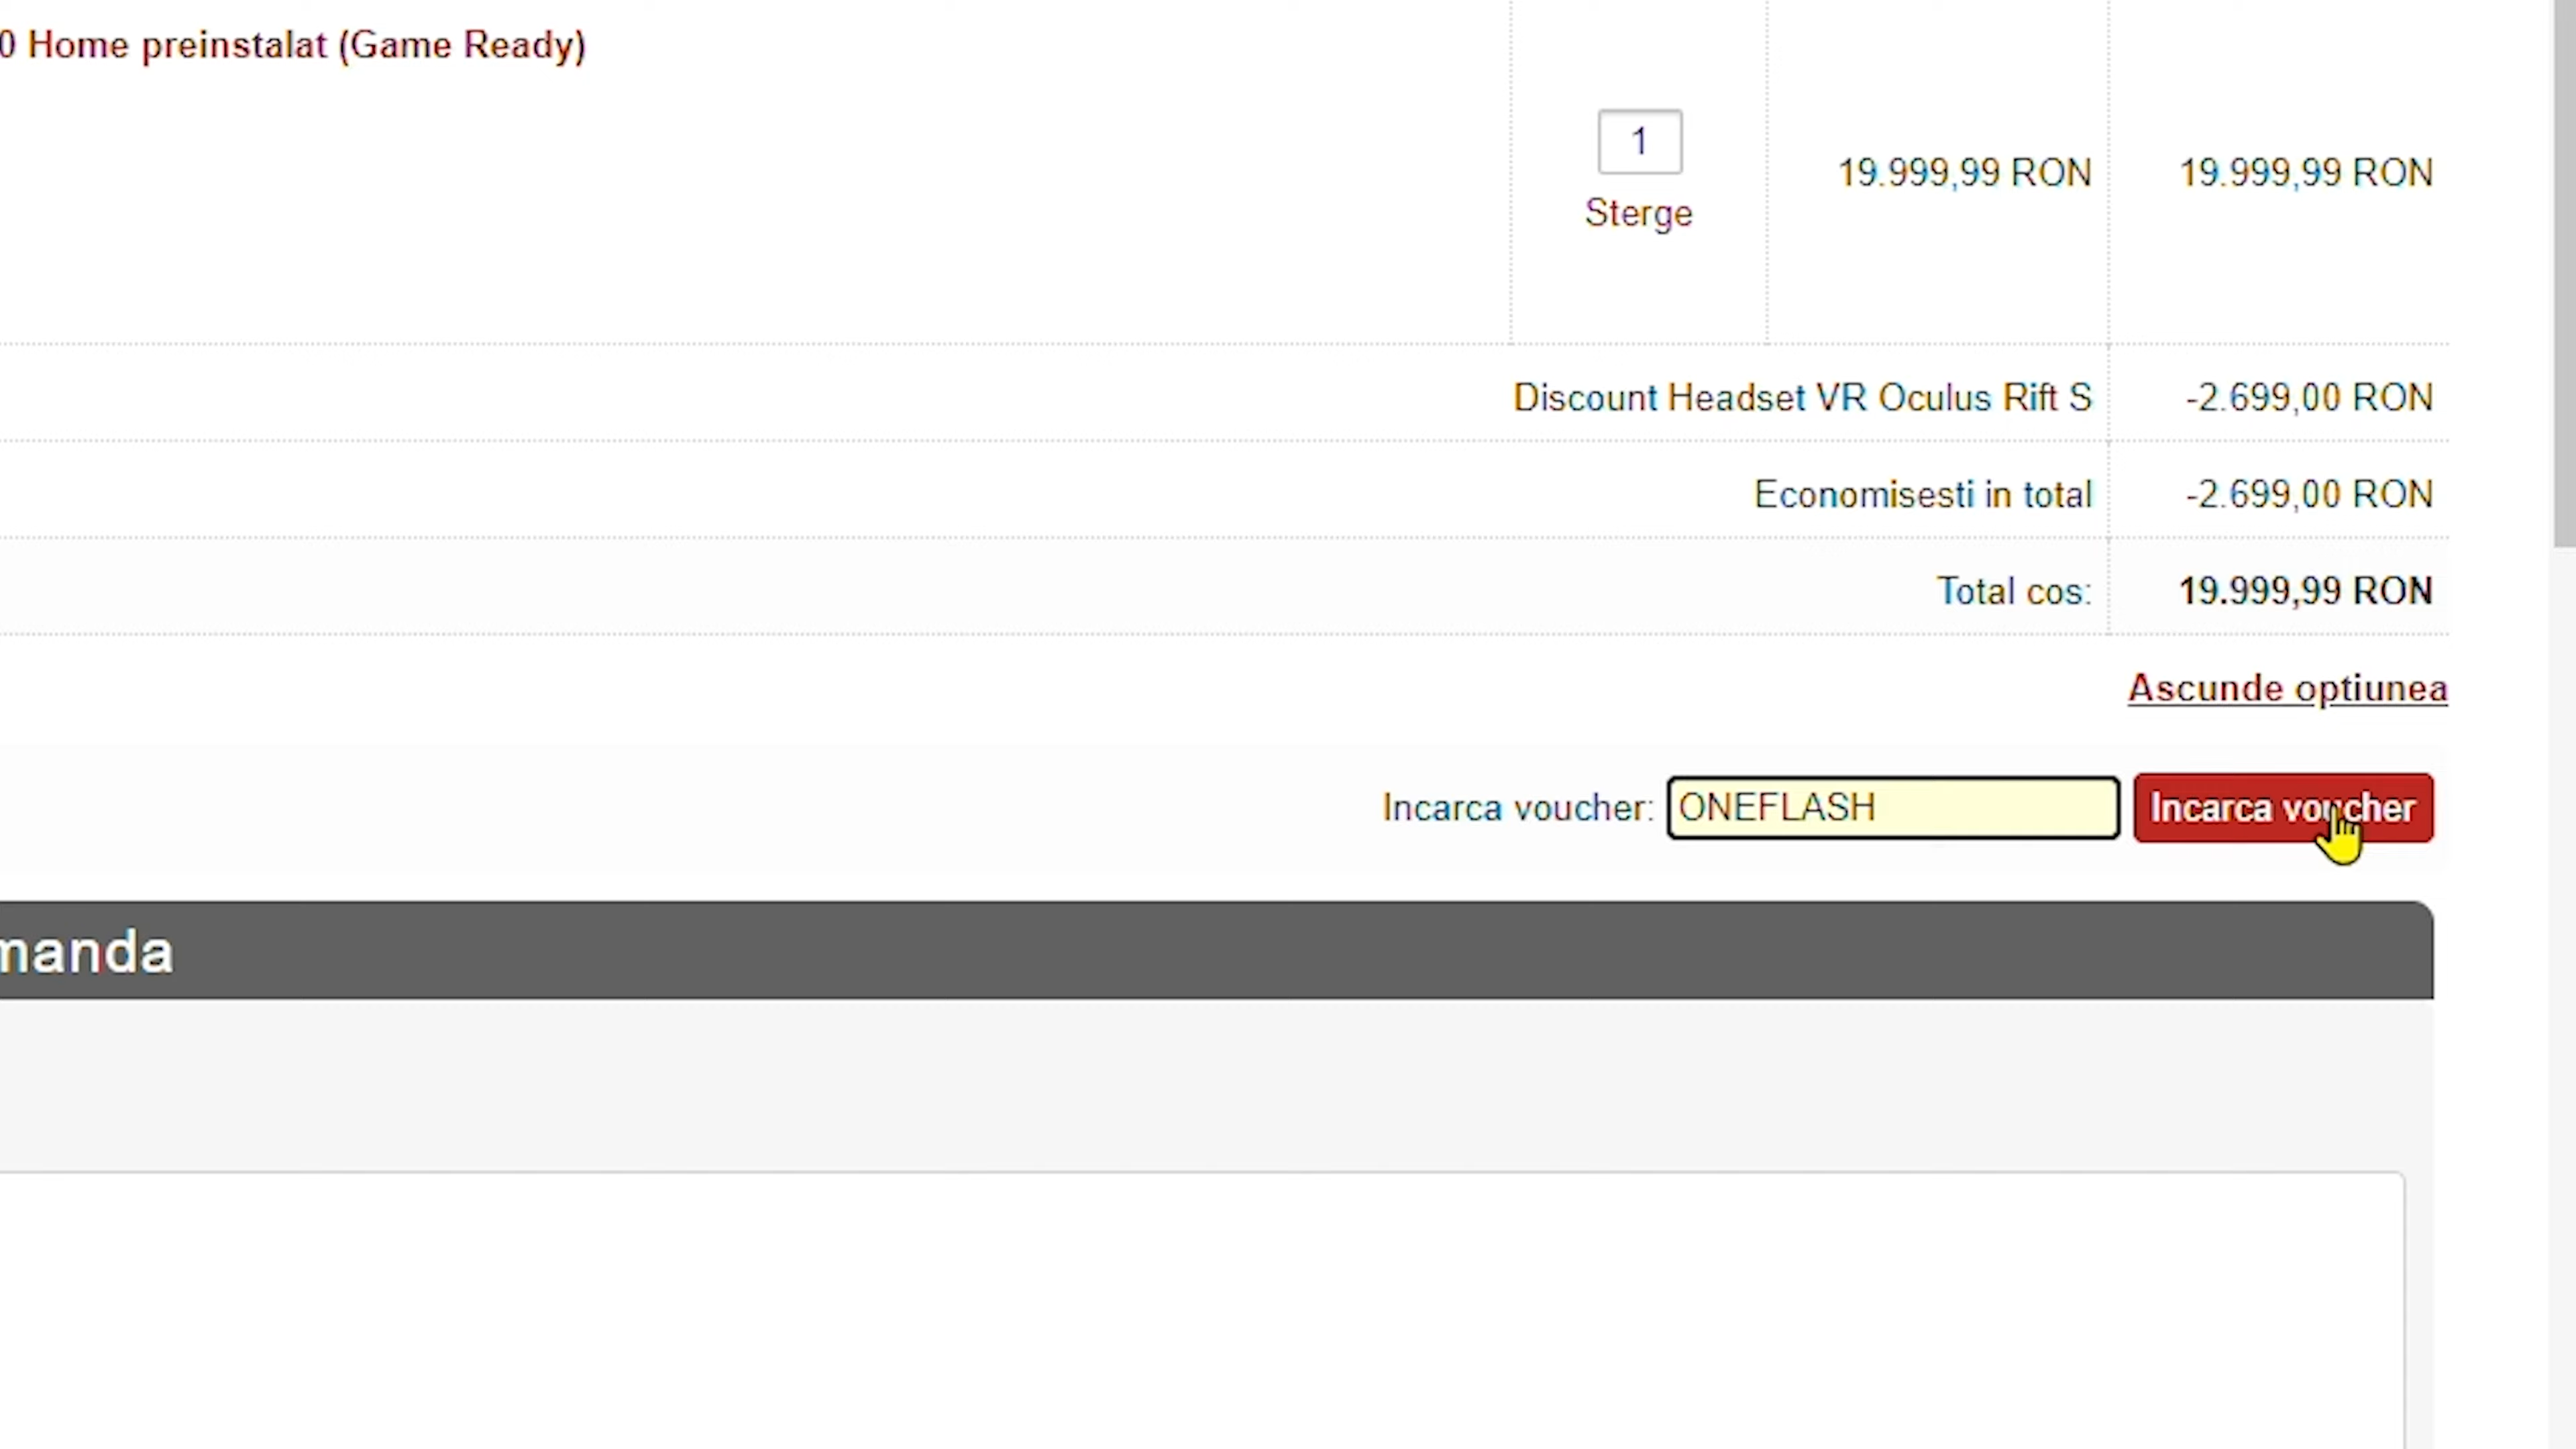 0 Home preinstalat (Game Ready)
1
19.999,99 RON 19.999,99 RON
Sterge
Discount Headset VR Oculus Rift S -2.699,00 RON
Economisesti in total -2.699,00 RON
Total cos: 19.999,99 RON
Ascunde optiunea
Incarca voucher: ONEFLASH Incarca voucher
manda